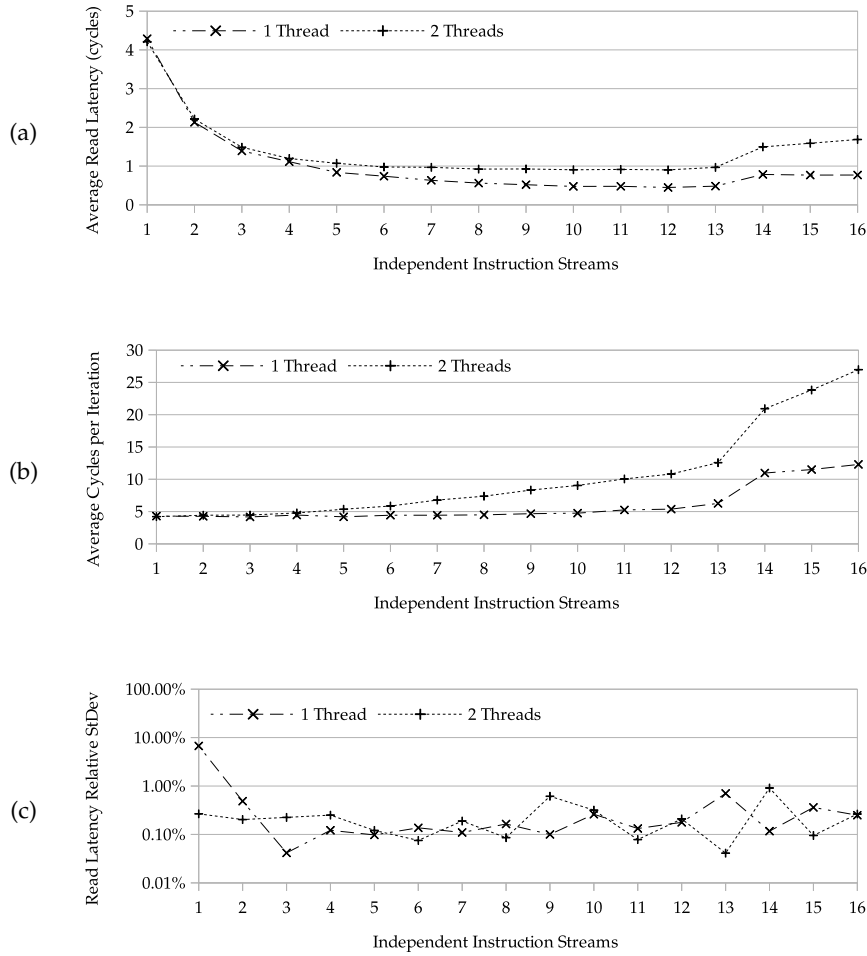 (a)
Average Read Latency (cycles)
5
4
3
2
1
0
1 Thread 2 Threads
1 2 3 4 5 6 7 8 9 10 11 12 13 14 15 16
Independent Instruction Streams
(b)
Average Cycles per Iteration
30
25
20
15
10
5
0
1 Thread 2 Threads
1 2 3 4 5 6 7 8 9 10 11 12 13 14 15 16
Independent Instruction Streams
(c)
Read Latency Relative StDev
100.00%
10.00%
1.00%
0.10%
0.01%
1 Thread 2 Threads
1 2 3 4 5 6 7 8 9 10 11 12 13 14 15 16
Independent Instruction Streams